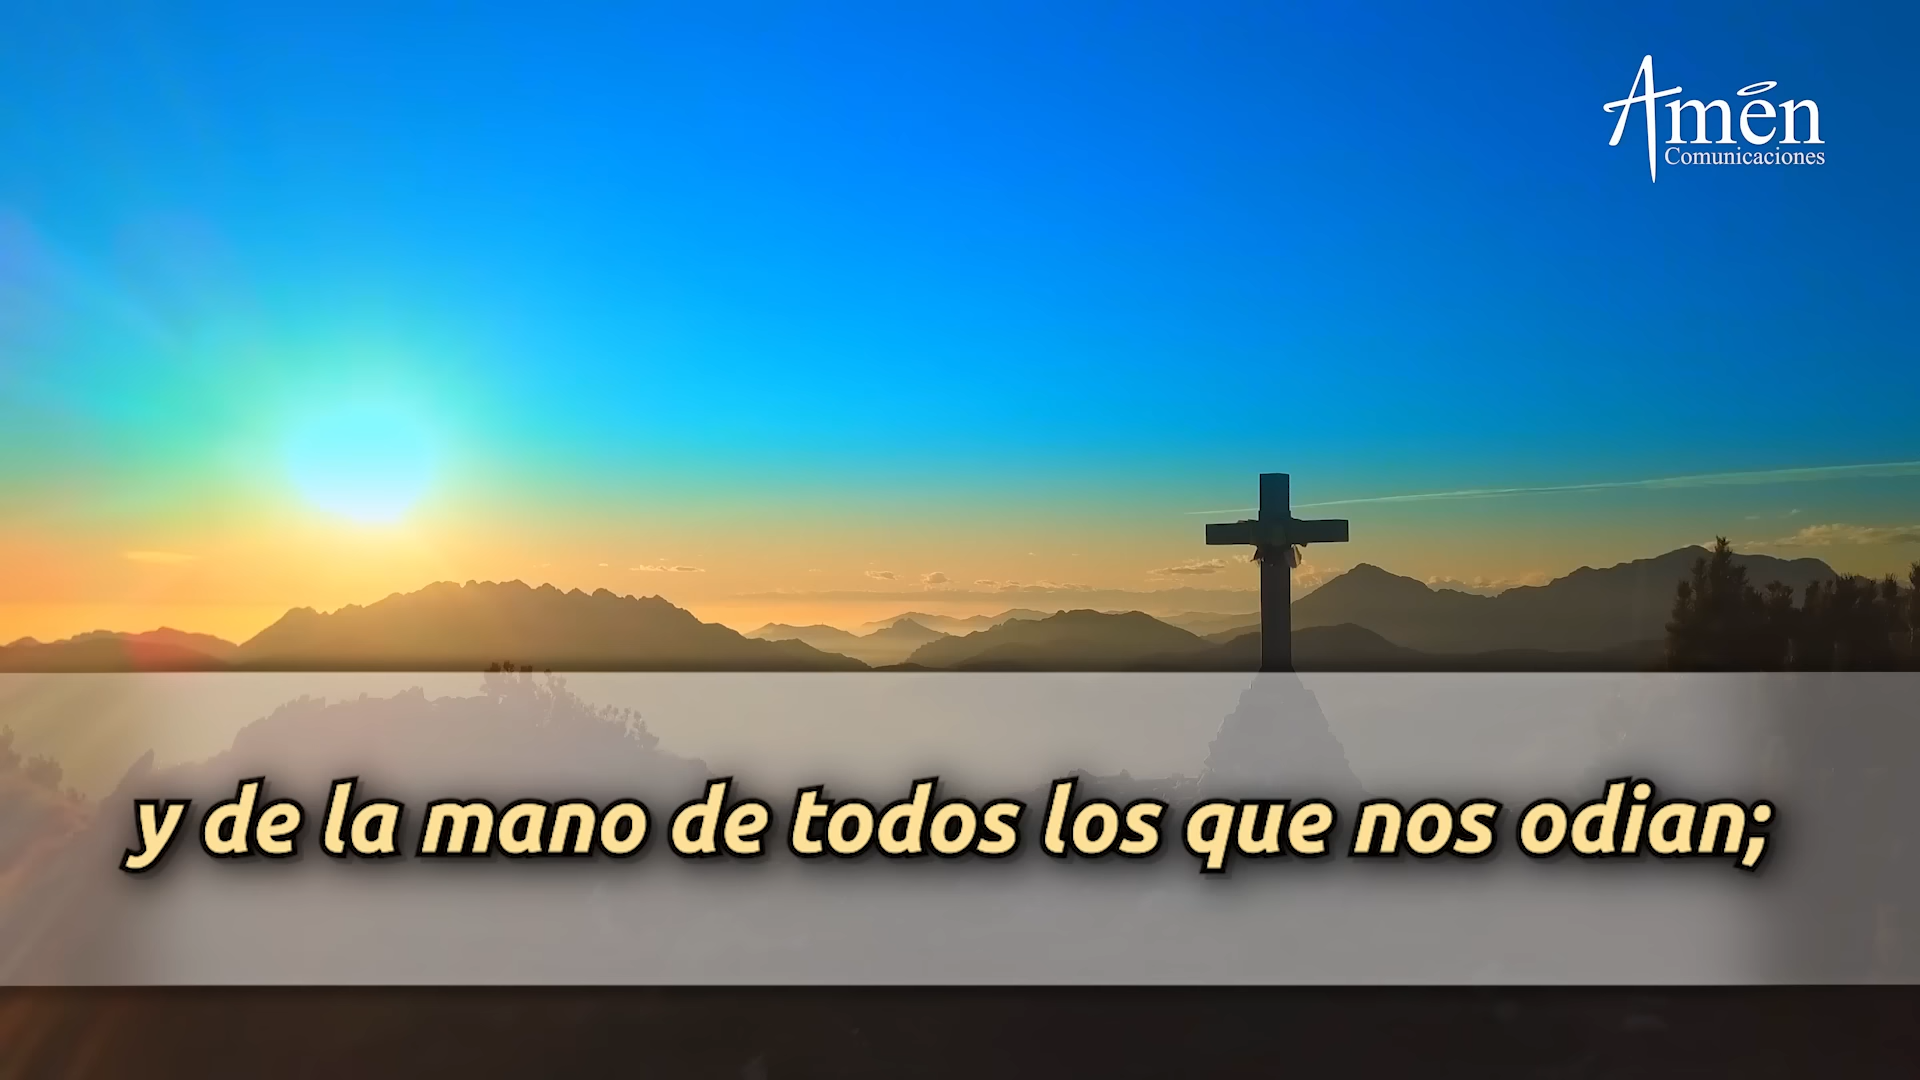 Amén
Comunicaciones
y de la mano de todos los que nos odian;